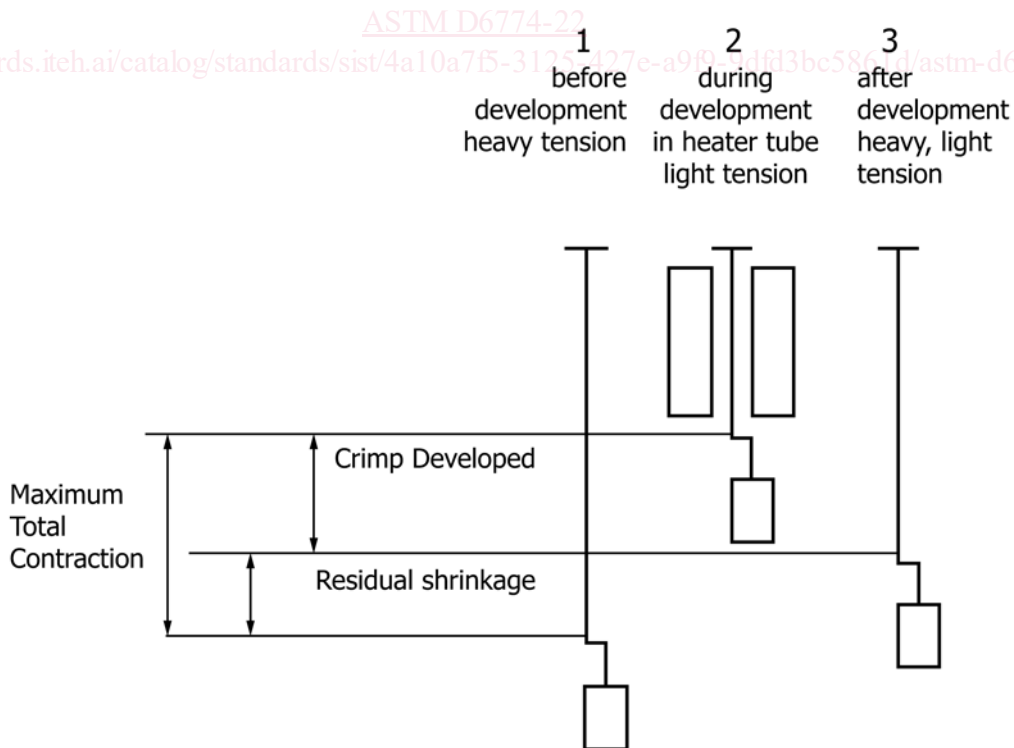 ASTM D6774-22
rds.iteh.ai/catalog/standards/sist/4a10a7f5-3125-427e-a9f9-9dfd3bc5861d/astm-d6
1
before
development
heavy tension
2
during
development
in heater tube
light tension
3
after
development
heavy, light
tension
Crimp Developed
Maximum
Total
Contraction
Residual shrinkage